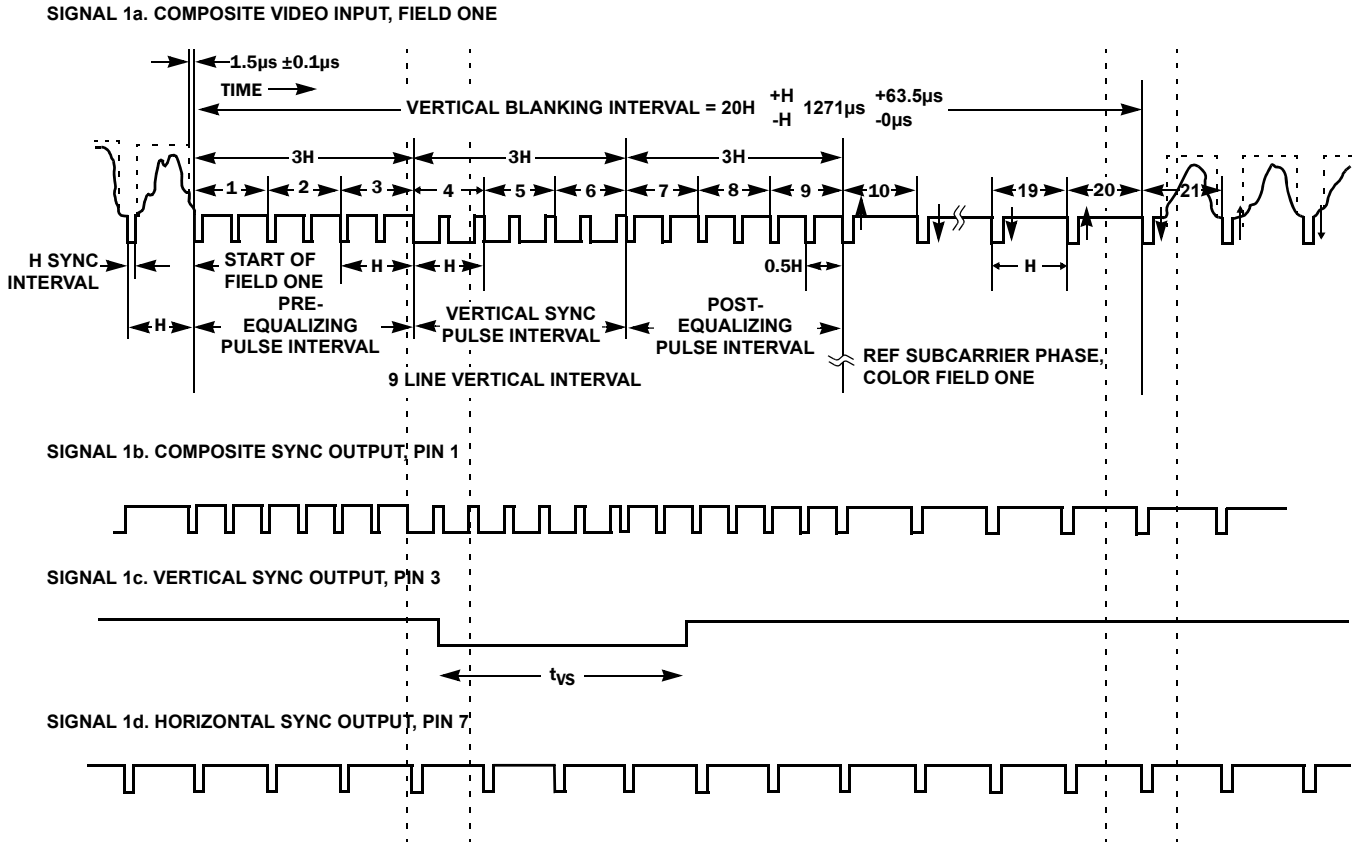 SIGNAL 1a. COMPOSITE VIDEO INPUT, FIELD ONE
1.5µs ±0.1µs
TIME
VERTICAL BLANKING INTERVAL = 20H +H -H 1271µs +63.5µs -0µs
3H 3H 3H
1 2 3 4 5 6 7 8 9 10 19 20 21
H SYNC
INTERVAL
START OF
FIELD ONE
H H 0.5H H
H
PRE-
EQUALIZING
PULSE INTERVAL
VERTICAL SYNC
PULSE INTERVAL
POST-
EQUALIZING
PULSE INTERVAL
REF SUBCARRIER PHASE,
COLOR FIELD ONE
9 LINE VERTICAL INTERVAL
SIGNAL 1b. COMPOSITE SYNC OUTPUT, PIN 1
SIGNAL 1c. VERTICAL SYNC OUTPUT, PIN 3
tVS
SIGNAL 1d. HORIZONTAL SYNC OUTPUT, PIN 7